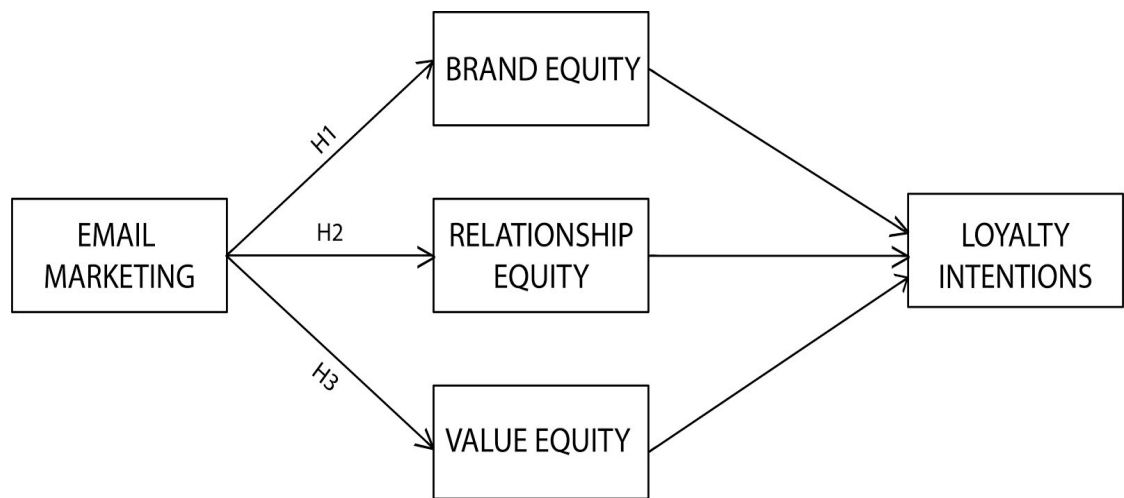 BRAND EQUITY
H1
EMAIL
MARKETING
H2
RELATIONSHIP
EQUITY
LOYALTY
INTENTIONS
H3
VALUE EQUITY